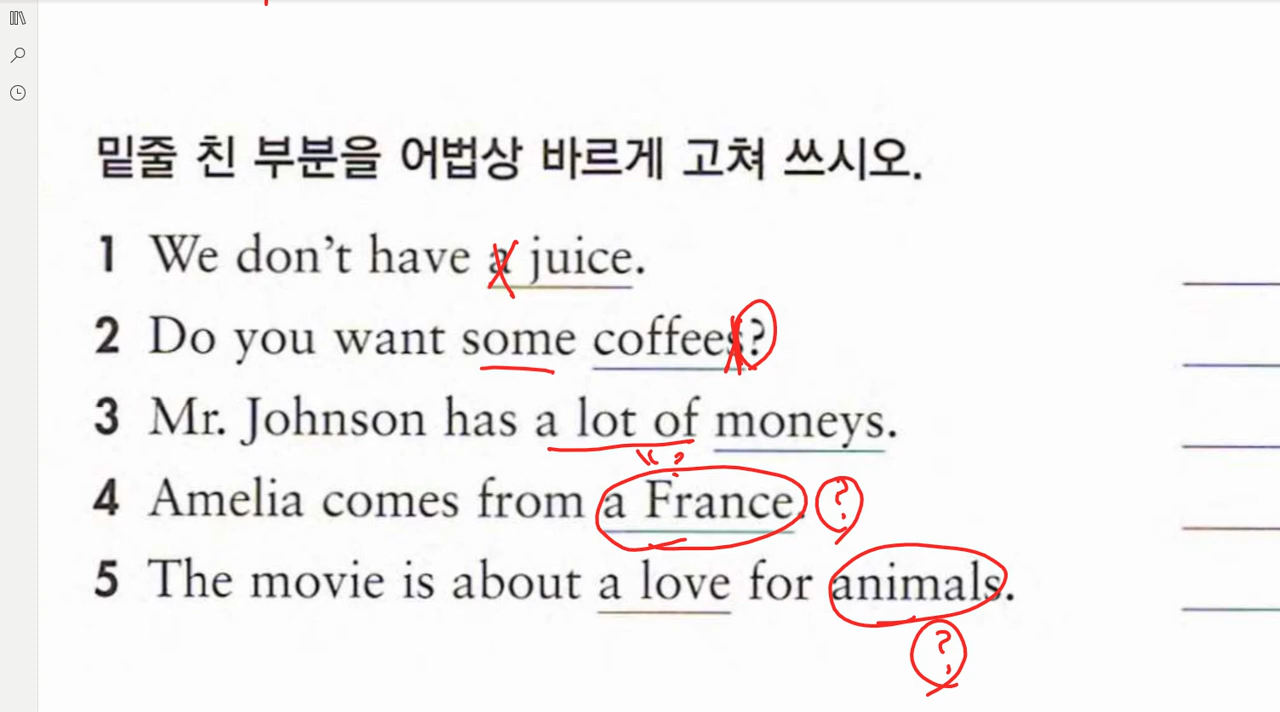 밑줄 친 부분을 어법상 바르게 고쳐 쓰시오.
1 We don't have a juice.
2 Do you want some coffees?
3 Mr. Johnson has a lot of moneys.
4 Amelia comes from a France. ?
5 The movie is about a love for animals.
?